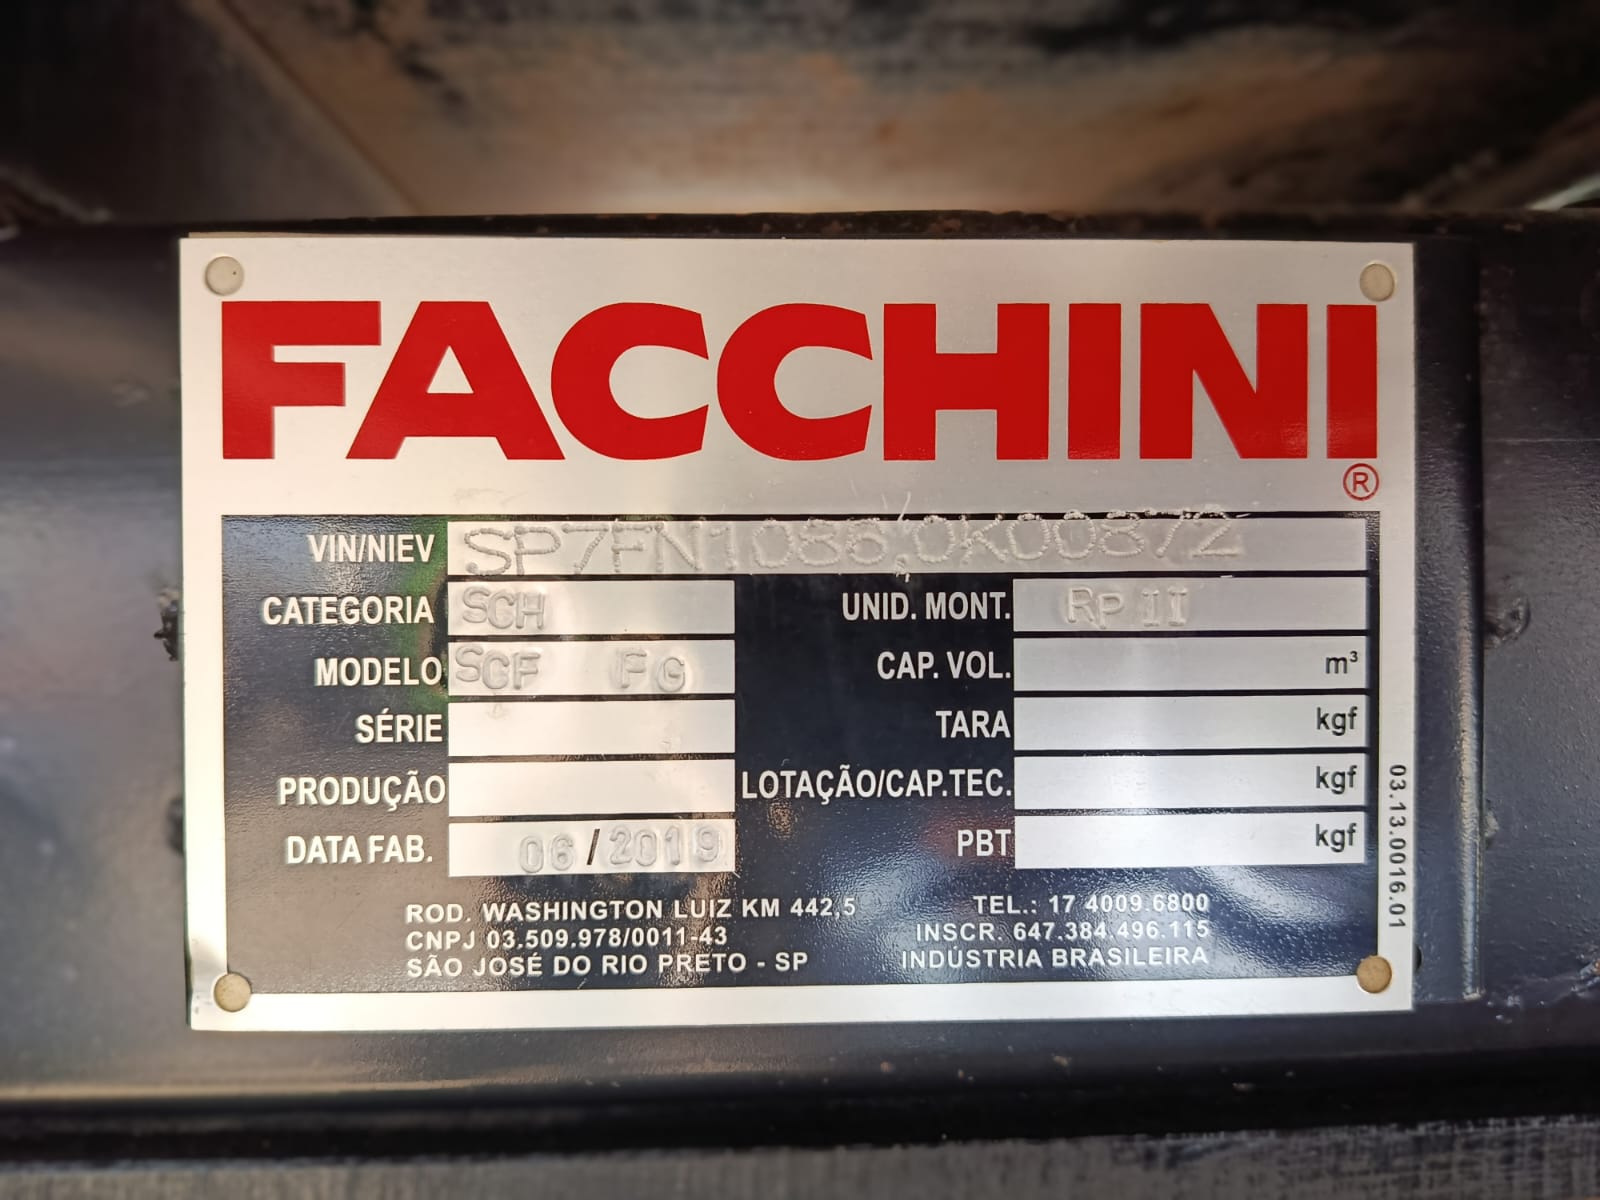 FACCHINI
®
VIN/NIEV SP7FN1086.0K00872
CATEGORIA SCH UNID. MONT. RP II
MODELO SCF FG CAP. VOL. m³
SÉRIE TARA kgf
PRODUÇÃO LOTAÇÃO/CAP.TEC. kgf
DATA FAB. 06/2019 PBT kgf
03.13.0016.01
ROD. WASHINGTON LUIZ KM 442,5 TEL.: 17 4009.6800
CNPJ 03.509.978/0011-43 INSCR. 647.384.496.115
SÃO JOSÉ DO RIO PRETO - SP INDÚSTRIA BRASILEIRA